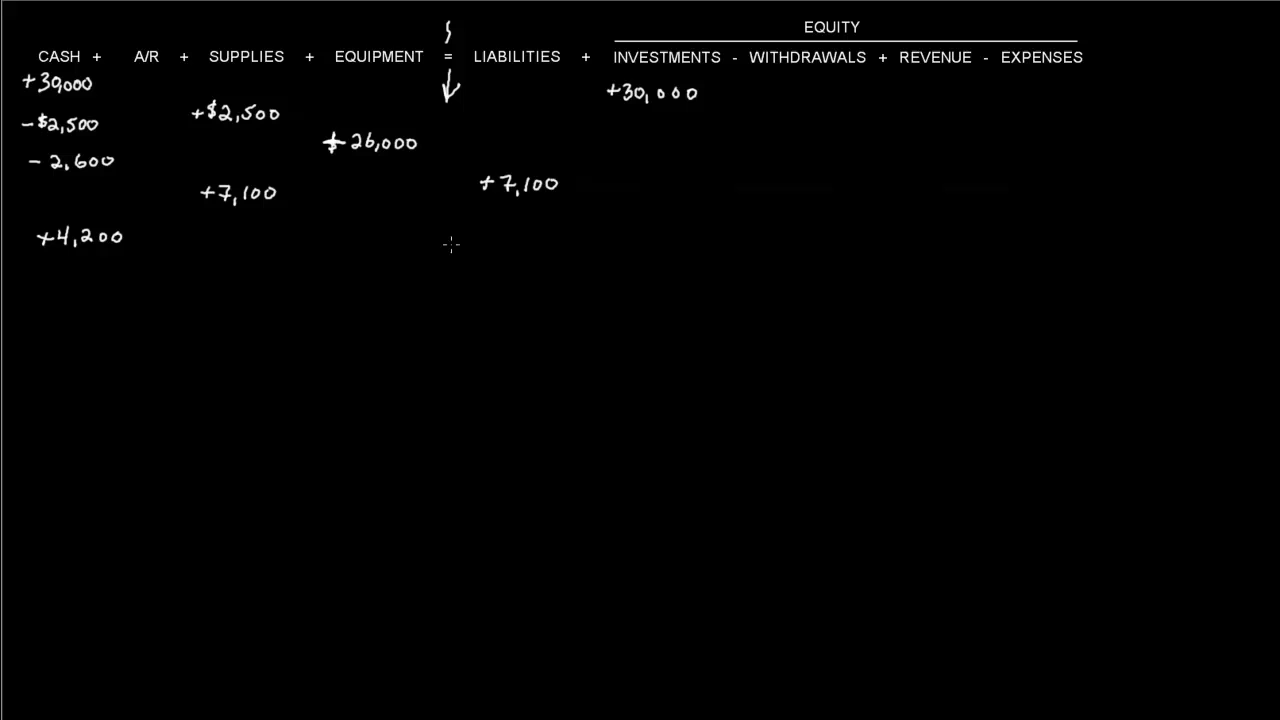 EQUITY
CASH + A/R + SUPPLIES + EQUIPMENT = LIABILITIES + INVESTMENTS - WITHDRAWALS + REVENUE - EXPENSES
+30,000 +30,000
-$2,500 +$2,500
-2,600 +26,000
+7,100 +7,100
+4,200